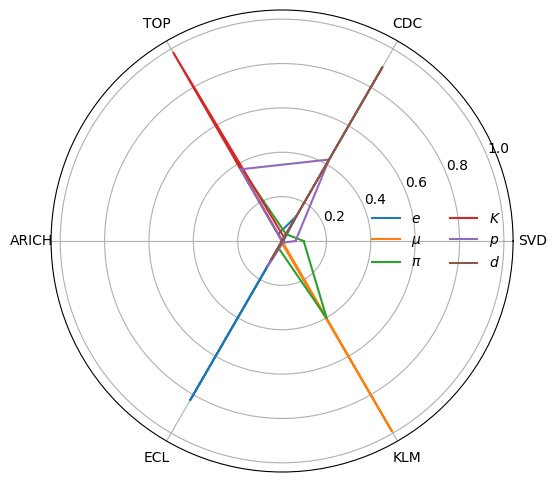 TOP CDC
1.0
0.8
0.6
0.4
0.2
e K
μ p
π d
ARICH SVD
ECL KLM